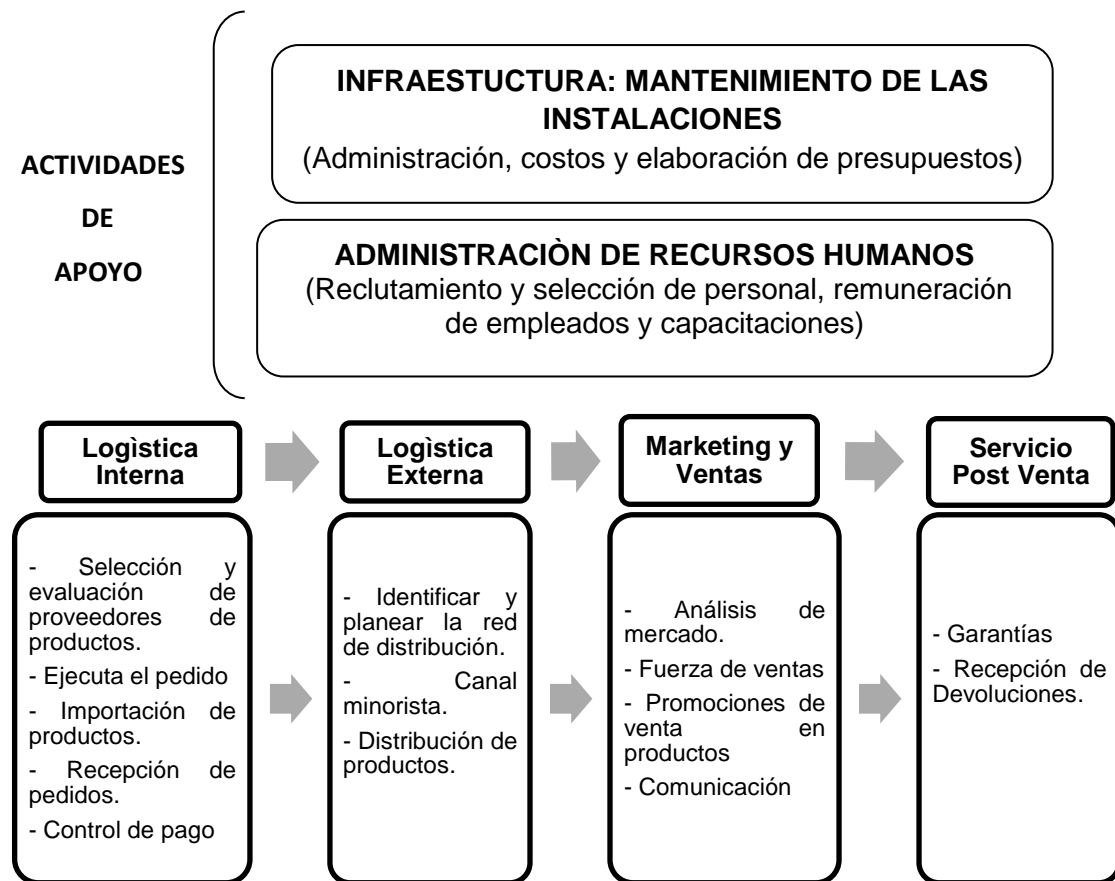 ACTIVIDADES
DE
APOYO
INFRAESTUCTURA: MANTENIMIENTO DE LAS
INSTALACIONES
(Administración, costos y elaboración de presupuestos)
ADMINISTRACIÒN DE RECURSOS HUMANOS
(Reclutamiento y selección de personal, remuneración
de empleados y capacitaciones)
Logìstica
Interna
Logìstica
Externa
Marketing y
Ventas
Servicio
Post Venta
- Selección y
evaluación de
proveedores de
productos.
- Ejecuta el pedido
- Importación de
productos.
- Recepción de
pedidos.
- Control de pago
- Identificar y
planear la red
de distribución.
- Canal
minorista.
- Distribución de
productos.
- Análisis de
mercado.
- Fuerza de ventas
- Promociones de
venta en
productos
- Comunicación
- Garantías
- Recepción de
Devoluciones.